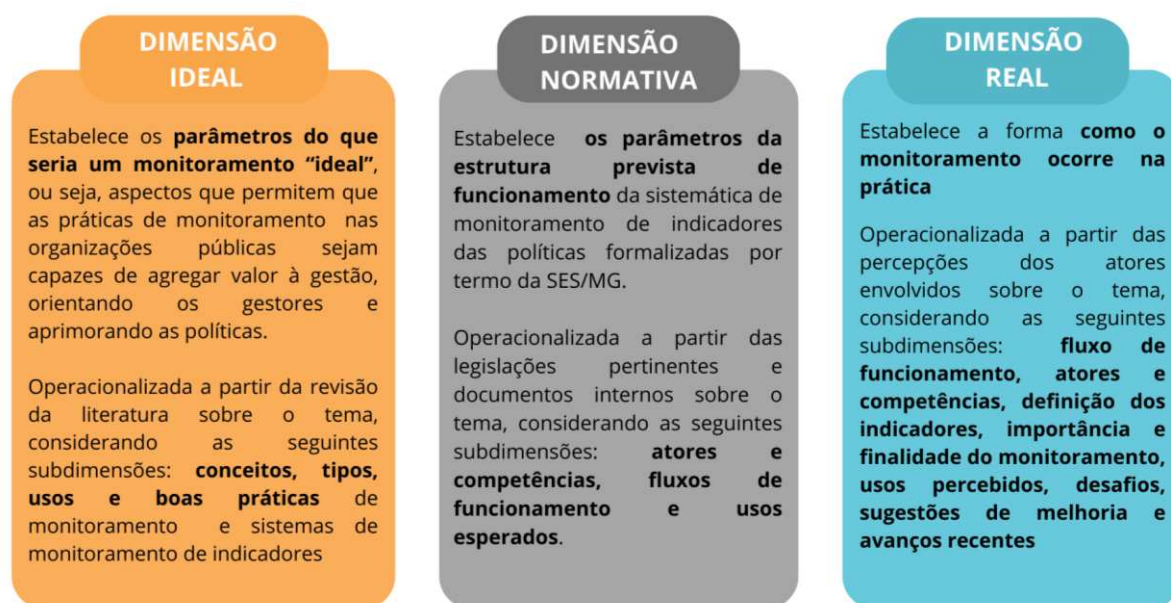 DIMENSÃO
IDEAL
Estabelece os parâmetros do que
seria um monitoramento “ideal”,
ou seja, aspectos que permitem que
as práticas de monitoramento nas
organizações públicas sejam
capazes de agregar valor à gestão,
orientando os gestores e
aprimorando as políticas.
Operacionalizada a partir da revisão
da literatura sobre o tema,
considerando as seguintes
subdimensões: conceitos, tipos,
usos e boas práticas de
monitoramento e sistemas de
monitoramento de indicadores
DIMENSÃO
NORMATIVA
Estabelece os parâmetros da
estrutura prevista de
funcionamento da sistemática de
monitoramento de indicadores
das políticas formalizadas por
termo da SES/MG.
Operacionalizada a partir das
legislações pertinentes e
documentos internos sobre o
tema, considerando as seguintes
subdimensões: atores e
competências, fluxos de
funcionamento e usos
esperados.
DIMENSÃO
REAL
Estabelece a forma como o
monitoramento ocorre na
prática
Operacionalizada a partir das
percepções dos atores
envolvidos sobre o tema,
considerando as seguintes
subdimensões: fluxo de
funcionamento, atores e
competências, definição dos
indicadores, importância e
finalidade do monitoramento,
usos percebidos, desafios,
sugestões de melhoria e
avanços recentes